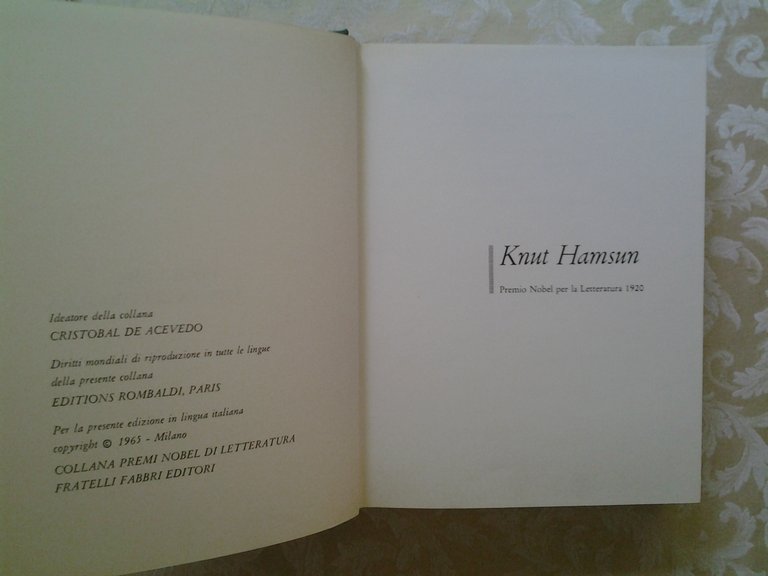 Ideatore della collana
CRISTOBAL DE ACEVEDO
Diritti mondiali di riproduzione in tutte le lingue
della presente collana
EDITIONS ROMBALDI, PARIS
Per la presente edizione in lingua italiana
copyright © 1965 - Milano
COLLANA PREMI NOBEL DI LETTERATURA
FRATELLI FABBRI EDITORI
Knut Hamsun
Premio Nobel per la Letteratura 1920